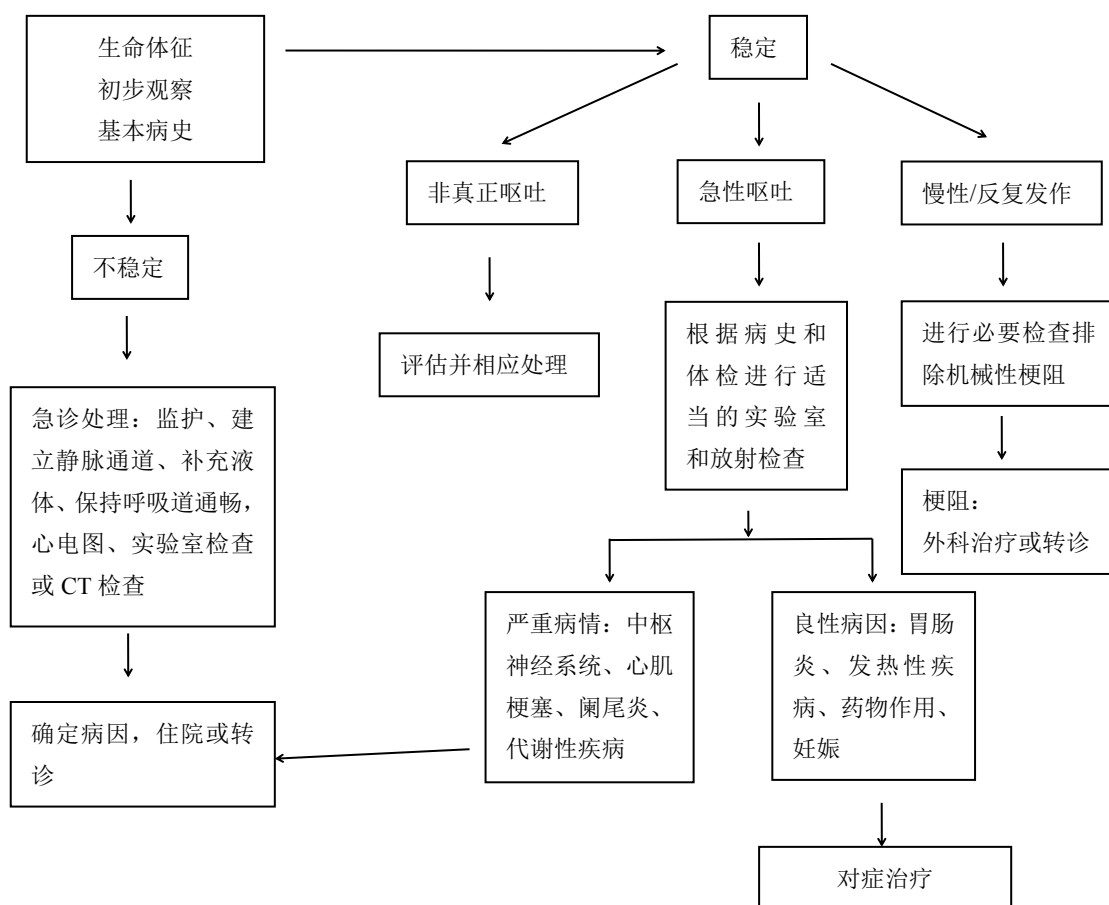 生命体征
初步观察
基本病史
稳定
非真正呕吐
急性呕吐
慢性/反复发作
不稳定
评估并相应处理
根据病史和
体检进行适
当的实验室
和放射检查
进行必要检查排
除机械性梗阻
急诊处理：监护、建
立静脉通道、补充液
体、保持呼吸道通畅，
心电图、实验室检查
或 CT 检查
梗阻：
外科治疗或转诊
严重病情：中枢
神经系统、心肌
梗塞、阑尾炎、
代谢性疾病
良性病因：胃肠
炎、发热性疾
病、药物作用、
妊娠
确定病因，住院或转
诊
对症治疗